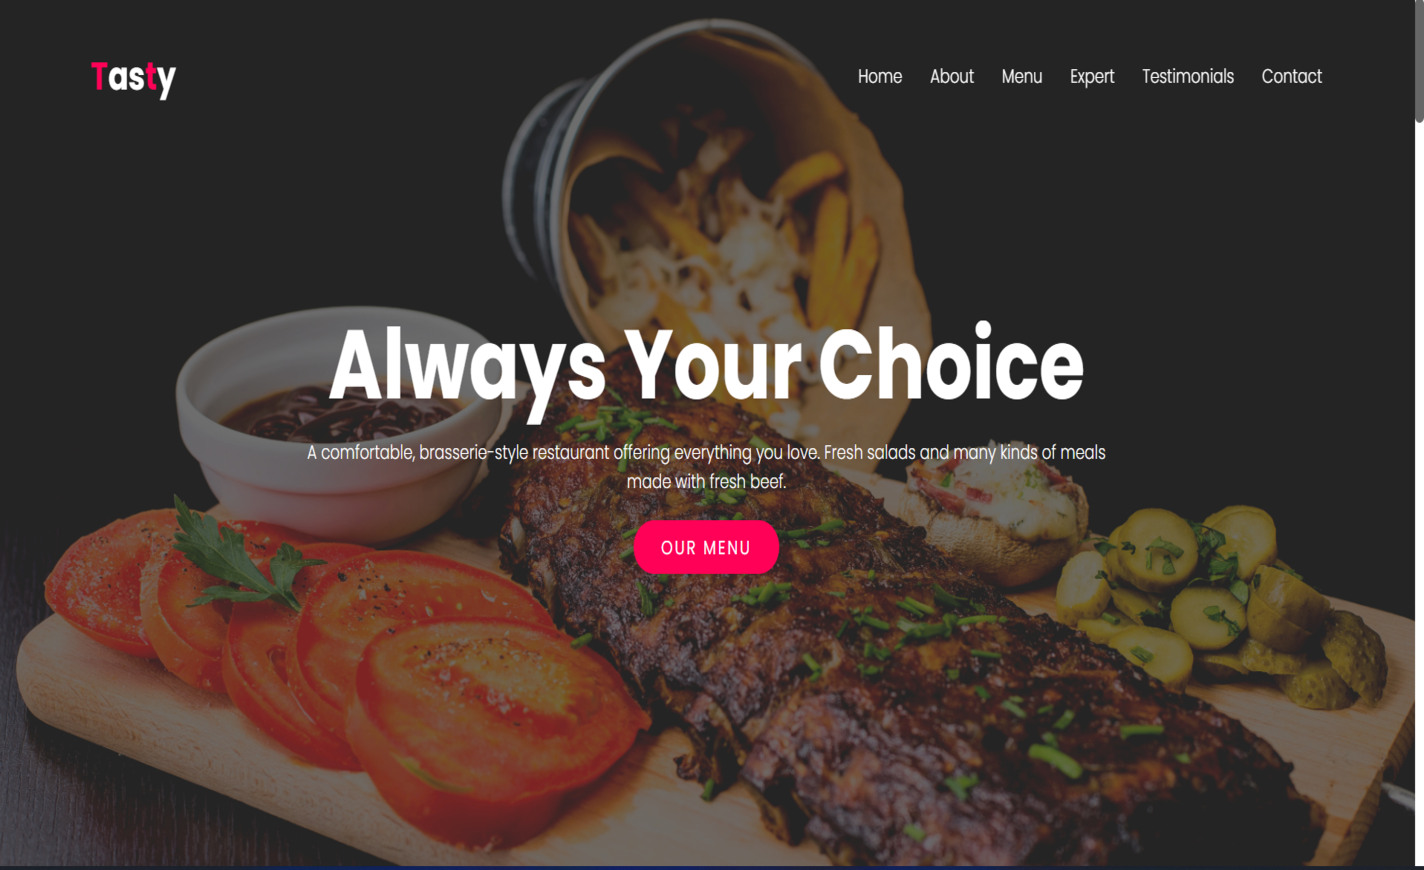 Tasty
Home About Menu Expert Testimonials Contact
Always Your Choice
A comfortable, brasserie-style restaurant offering everything you love. Fresh salads and many kinds of meals
made with fresh beef.
OUR MENU